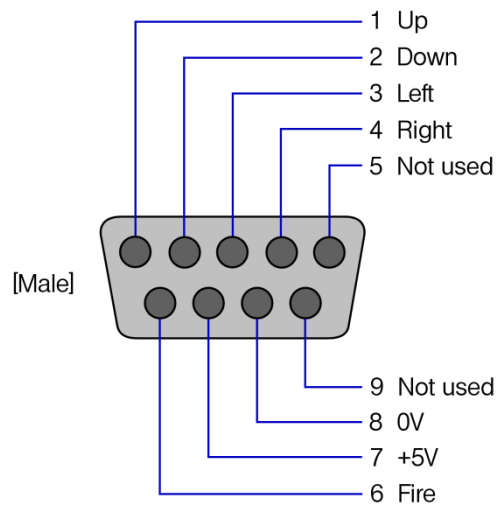 1 Up
2 Down
3 Left
4 Right
5 Not used
[Male]
9 Not used
8 0V
7 +5V
6 Fire